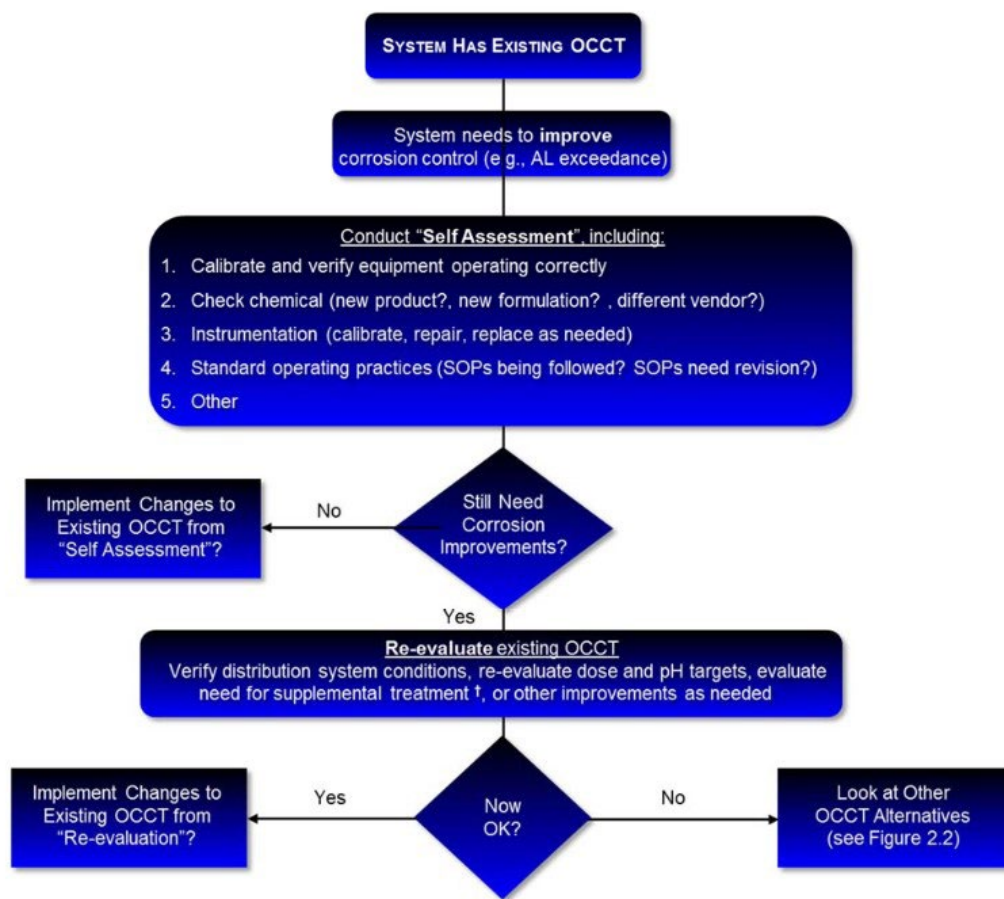 SYSTEM HAS EXISTING OCCT
System needs to improve
corrosion control (e.g., AL exceedance)
Conduct “Self Assessment”, including:
1. Calibrate and verify equipment operating correctly
2. Check chemical (new product?, new formulation? , different vendor?)
3. Instrumentation (calibrate, repair, replace as needed)
4. Standard operating practices (SOPs being followed? SOPs need revision?)
5. Other
Still Need
Corrosion
Improvements?
No
Implement Changes to
Existing OCCT from
“Self Assessment”?
Yes
Re-evaluate existing OCCT
Verify distribution system conditions, re-evaluate dose and pH targets, evaluate
need for supplemental treatment †, or other improvements as needed
Now
OK?
Yes
Implement Changes to
Existing OCCT from
“Re-evaluation”?
No
Look at Other
OCCT Alternatives
(see Figure 2.2)